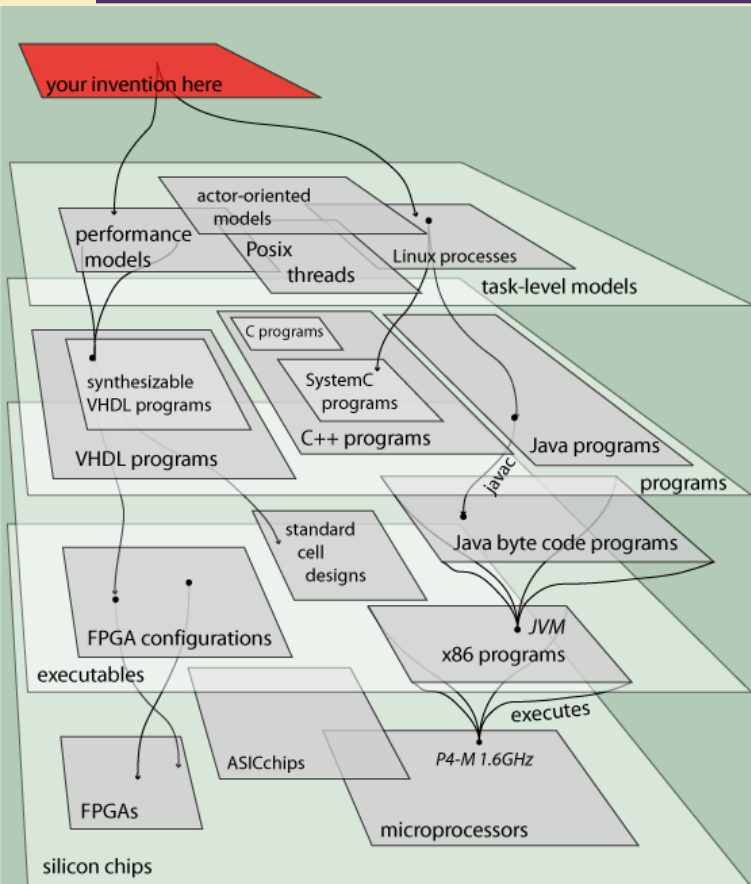 your invention here
actor-oriented
models
performance
models
Posix
threads
Linux processes
task-level models
C programs
synthesizable
VHDL programs
SystemC
programs
C++ programs
VHDL programs
Java programs
programs
javac
standard
cell
designs
Java byte code programs
FPGA configurations
JVM
x86 programs
executables
executes
ASICchips
P4-M 1.6GHz
FPGAs
microprocessors
silicon chips